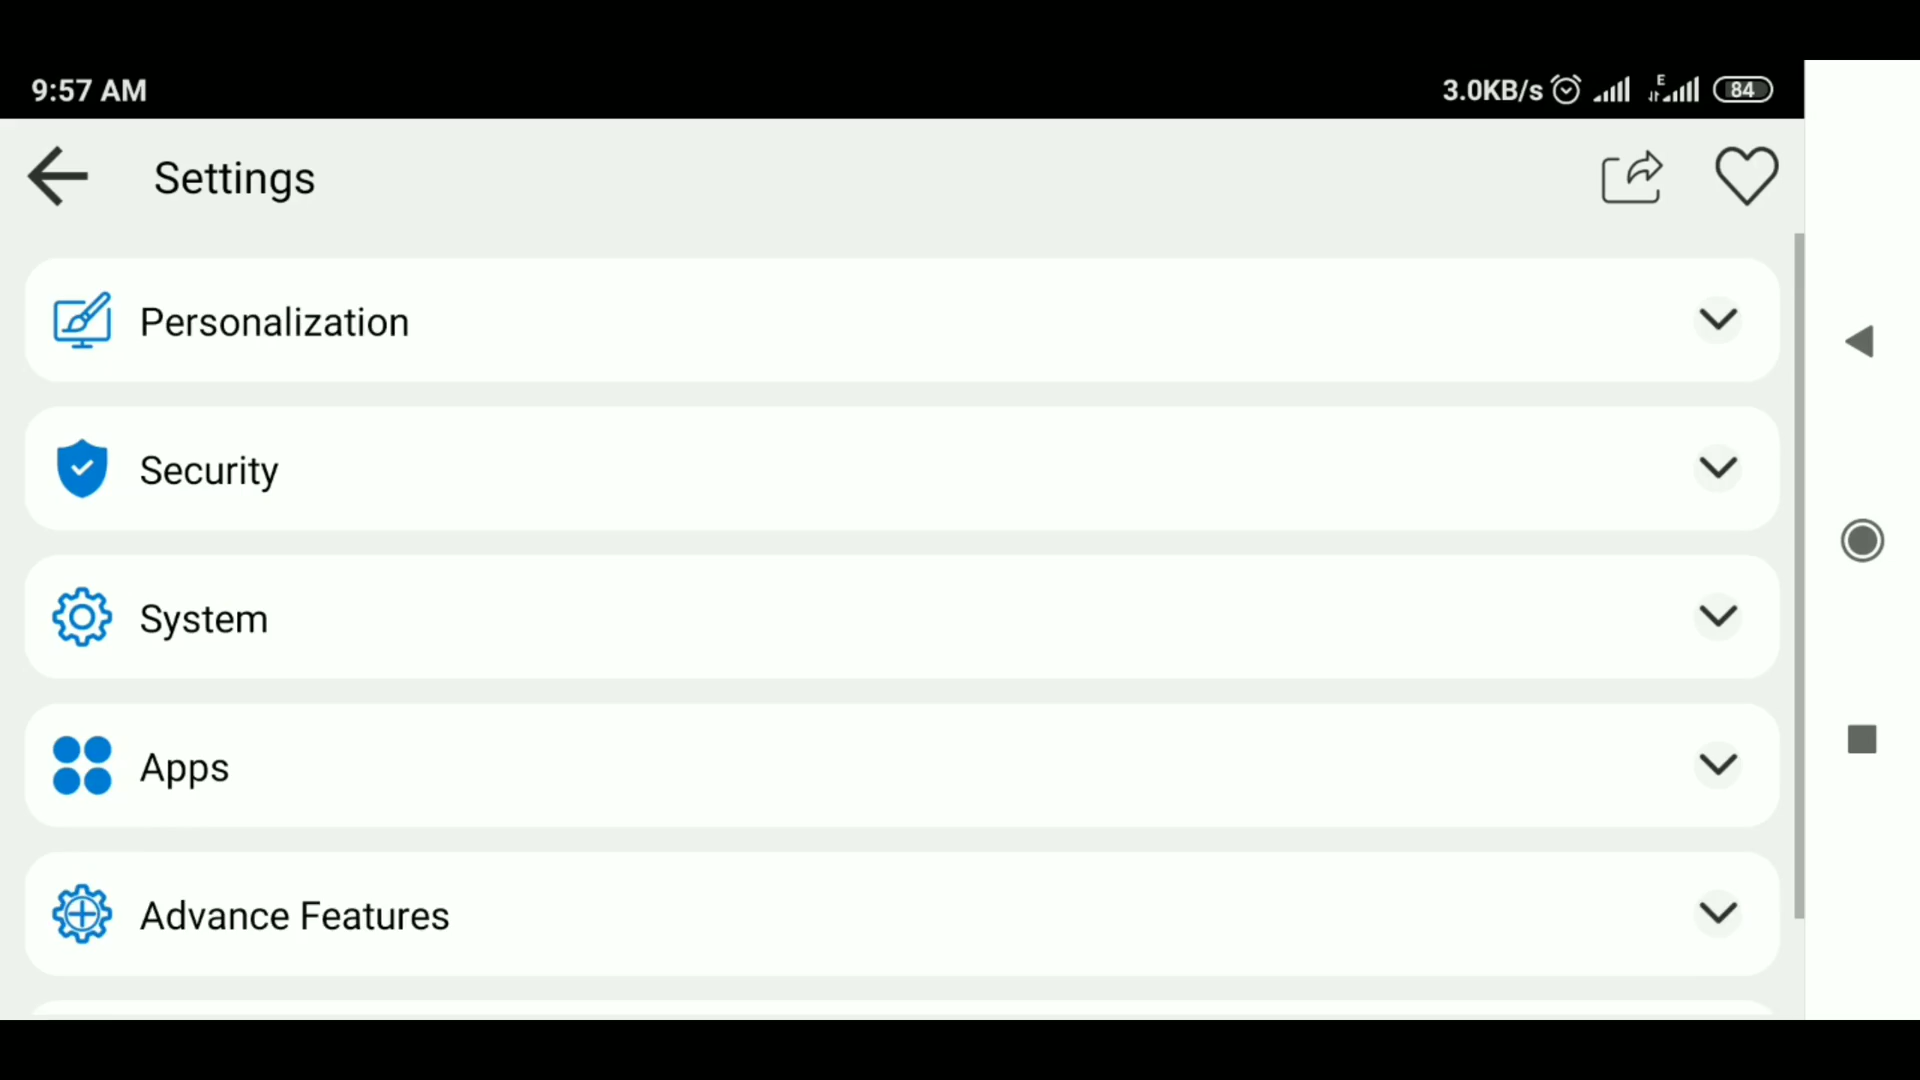 9:57 AM 3.0KB/s E 84
Settings
Personalization
Security
System
Apps
Advance Features